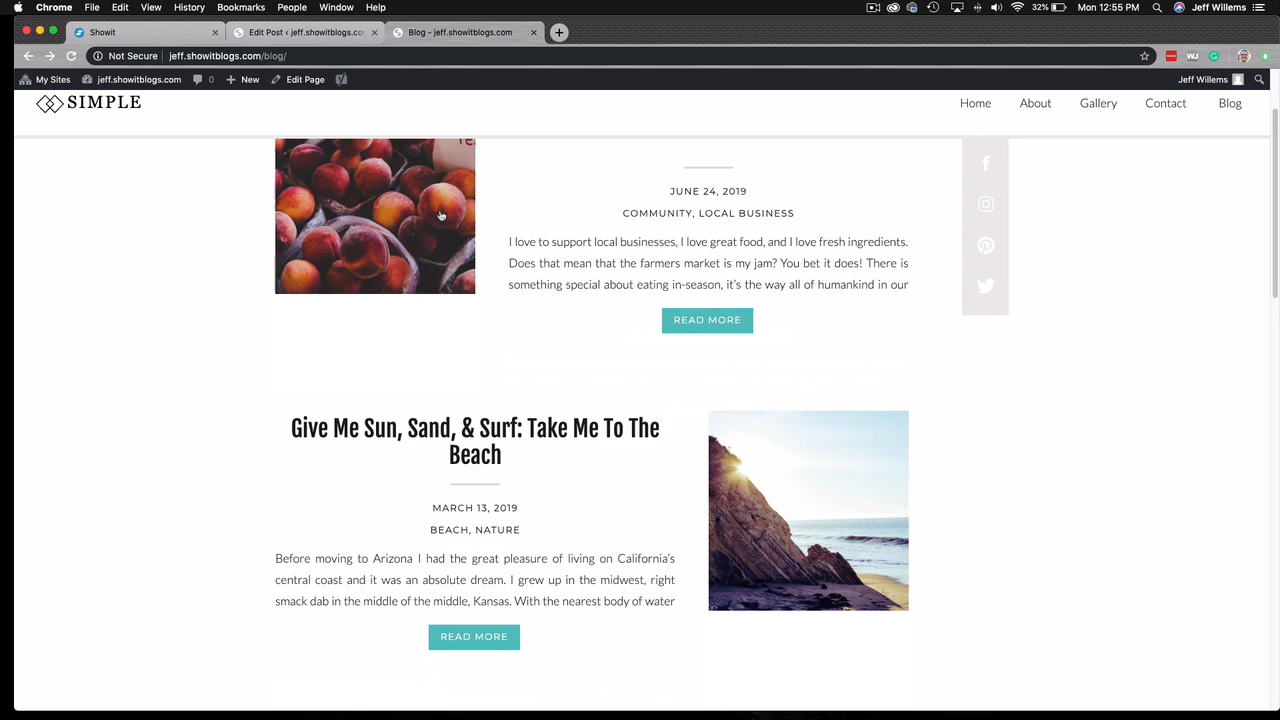 Chrome File Edit View History Bookmarks People Window Help 32% Mon 12:55 PM Jeff Willems
Showit
Edit Post ‹ jeff.showitblogs.co
Blog - jeff.showitblogs.com
Not Secure jeff.showitblogs.com/blog/
My Sites jeff.showitblogs.com 0 New Edit Page Jeff Willems
SIMPLE
Home About Gallery Contact Blog
JUNE 24, 2019
COMMUNITY, LOCAL BUSINESS
I love to support local businesses, I love great food, and I love fresh ingredients.
Does that mean that the farmers market is my jam? You bet it does! There is
something special about eating in-season, it’s the way all of humankind in our
READ MORE
Give Me Sun, Sand, & Surf: Take Me To The
Beach
MARCH 13, 2019
BEACH, NATURE
Before moving to Arizona I had the great pleasure of living on California’s
central coast and it was an absolute dream. I grew up in the midwest, right
smack dab in the middle of the middle, Kansas. With the nearest body of water
READ MORE